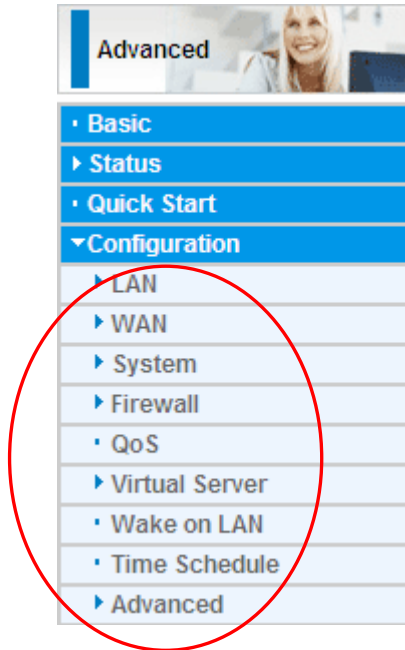 Advanced
Basic
Status
Quick Start
Configuration
LAN
WAN
System
Firewall
QoS
Virtual Server
Wake on LAN
Time Schedule
Advanced